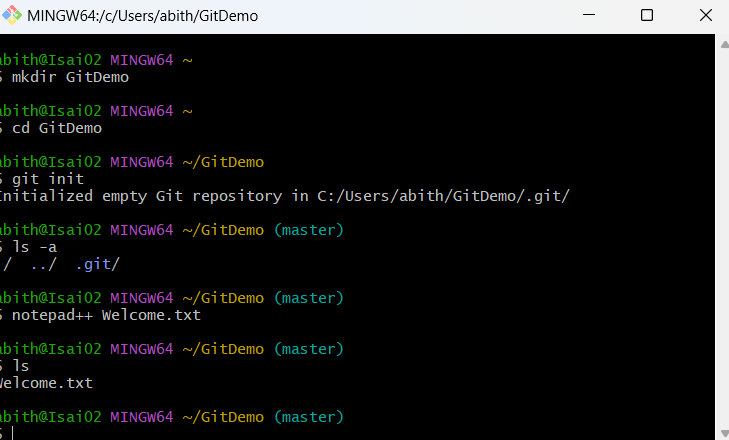 MINGW64:/c/Users/abith/GitDemo
abith@Isai02 MINGW64 ~
$ mkdir GitDemo
abith@Isai02 MINGW64 ~
$ cd GitDemo
abith@Isai02 MINGW64 ~/GitDemo
$ git init
Initialized empty Git repository in C:/Users/abith/GitDemo/.git/
abith@Isai02 MINGW64 ~/GitDemo (master)
$ ls -a
./ ../ .git/
abith@Isai02 MINGW64 ~/GitDemo (master)
$ notepad++ Welcome.txt
abith@Isai02 MINGW64 ~/GitDemo (master)
$ ls
Welcome.txt
abith@Isai02 MINGW64 ~/GitDemo (master)
$